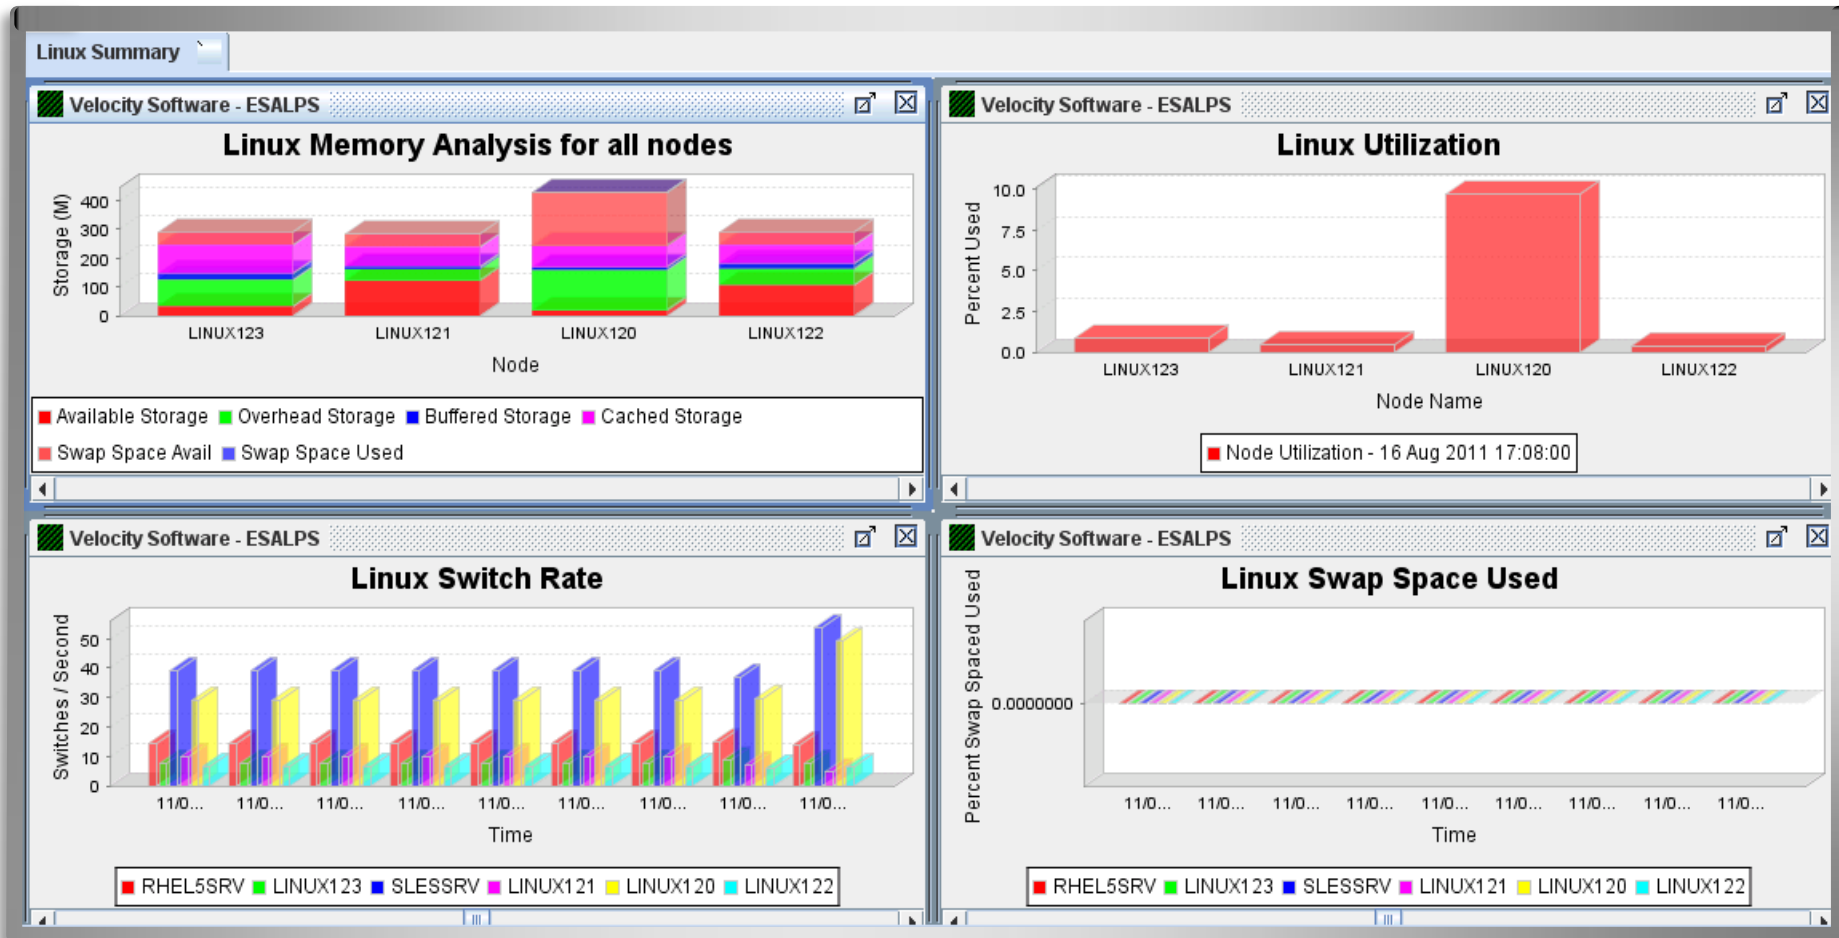 Linux Summary
Velocity Software - ESALPS
Linux Memory Analysis for all nodes
Storage (M)
400
300
200
100
0
LINUX123 LINUX121 LINUX120 LINUX122
Node
Available Storage Overhead Storage Buffered Storage Cached Storage
Swap Space Avail Swap Space Used
Velocity Software - ESALPS
Linux Utilization
Percent Used
10.0
7.5
5.0
2.5
0.0
LINUX123 LINUX121 LINUX120 LINUX122
Node Name
Node Utilization - 16 Aug 2011 17:08:00
Velocity Software - ESALPS
Linux Switch Rate
Switches / Second
50
40
30
20
10
0
11/0... 11/0... 11/0... 11/0... 11/0... 11/0... 11/0... 11/0... 11/0...
Time
RHEL5SRV LINUX123 SLESSRV LINUX121 LINUX120 LINUX122
Velocity Software - ESALPS
Linux Swap Space Used
Percent Swap Spaced Used
0.0000000
11/0... 11/0... 11/0... 11/0... 11/0... 11/0... 11/0... 11/0... 11/0...
Time
RHEL5SRV LINUX123 SLESSRV LINUX121 LINUX120 LINUX122